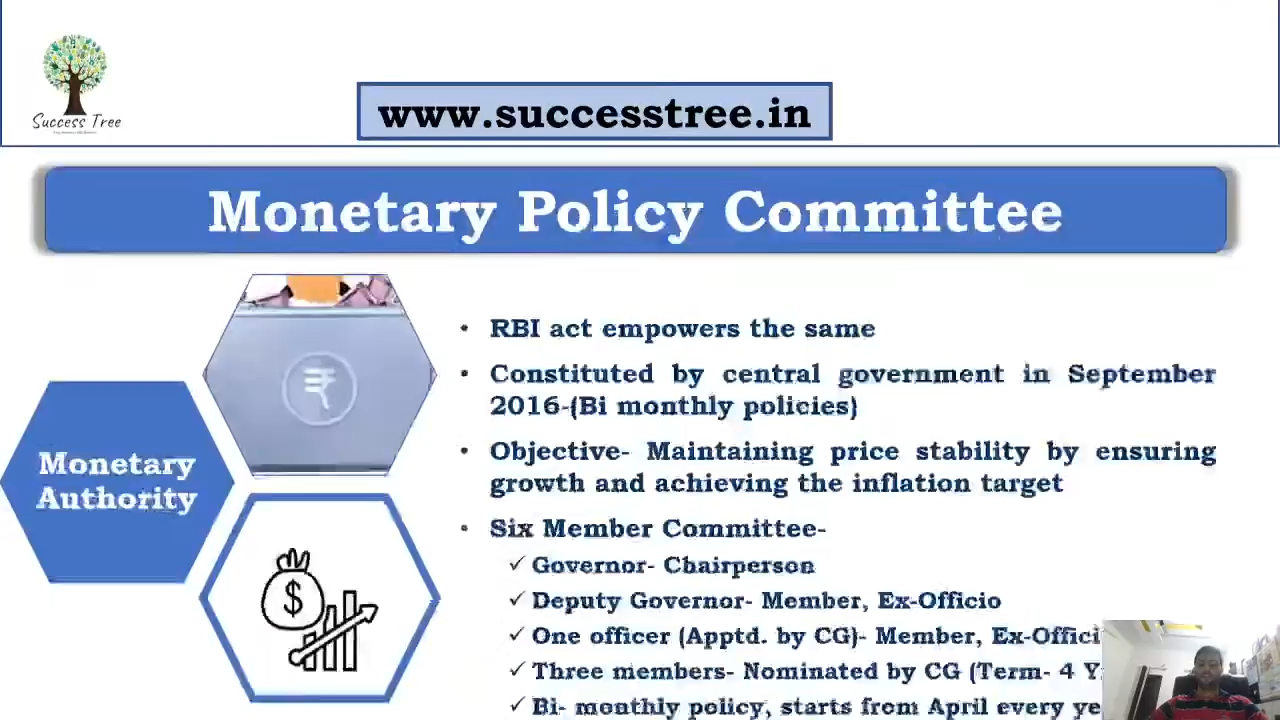 Success Tree
www.successtree.in
Monetary Policy Committee
Monetary
Authority
• RBI act empowers the same
• Constituted by central government in September
2016-(Bi monthly policies)
• Objective- Maintaining price stability by ensuring
growth and achieving the inflation target
• Six Member Committee-
✓ Governor- Chairperson
✓ Deputy Governor- Member, Ex-Officio
✓ One officer (Apptd. by CG)- Member, Ex-Offici
✓ Three members- Nominated by CG (Term- 4 Y
✓ Bi- monthly policy, starts from April every ye
₹
$